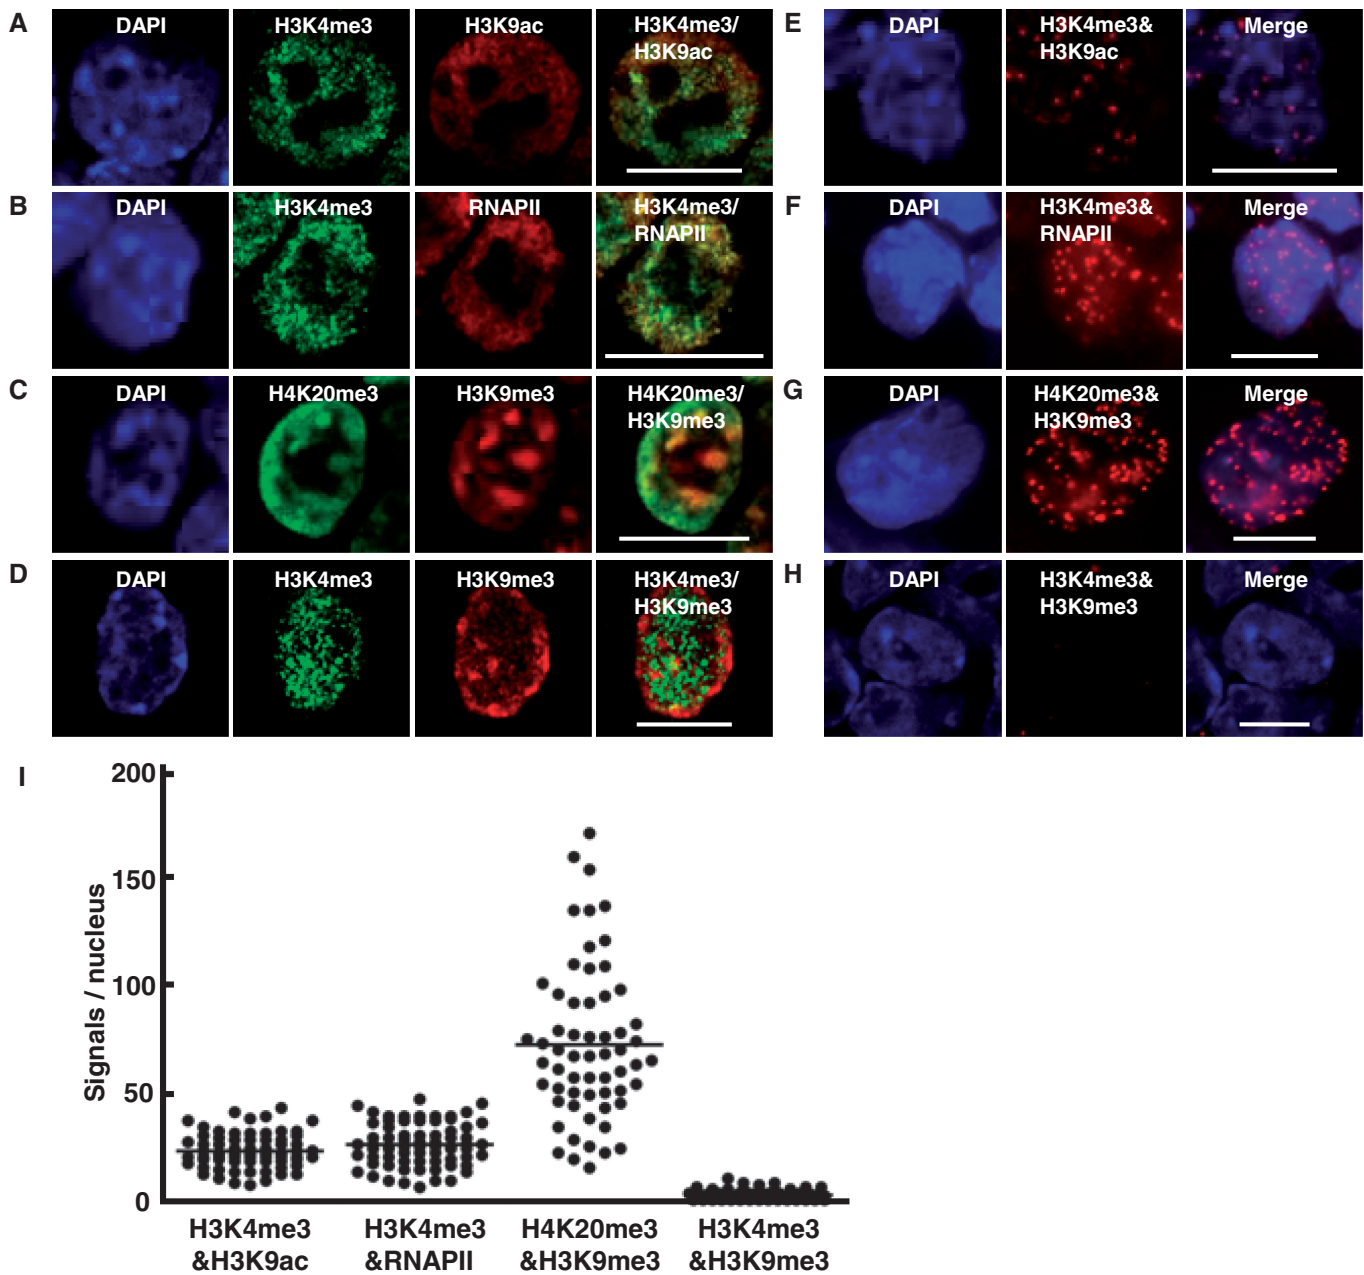 A
DAPI
H3K4me3
H3K9ac
H3K4me3/
H3K9ac
B
DAPI
H3K4me3
RNAPII
H3K4me3/
RNAPII
C
DAPI
H4K20me3
H3K9me3
H4K20me3/
H3K9me3
D
DAPI
H3K4me3
H3K9me3
H3K4me3/
H3K9me3
E
DAPI
H3K4me3&
H3K9ac
Merge
F
DAPI
H3K4me3&
RNAPII
Merge
G
DAPI
H4K20me3&
H3K9me3
Merge
H
DAPI
H3K4me3&
H3K9me3
Merge
I
Signals / nucleus
200
150
100
50
0
H3K4me3
&H3K9ac
H3K4me3
&RNAPII
H4K20me3
&H3K9me3
H3K4me3
&H3K9me3